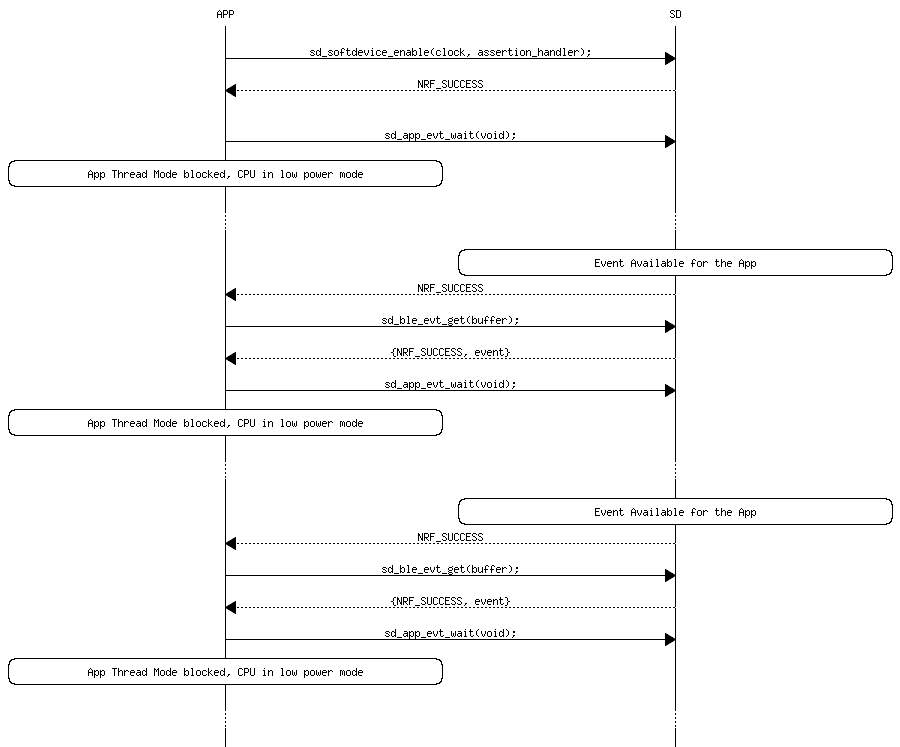 APP SD
sd_softdevice_enable(clock, assertion_handler);
NRF_SUCCESS
sd_app_evt_wait(void);
App Thread Mode blocked, CPU in low power mode
Event Available for the App
NRF_SUCCESS
sd_ble_evt_get(buffer);
{NRF_SUCCESS, event}
sd_app_evt_wait(void);
App Thread Mode blocked, CPU in low power mode
Event Available for the App
NRF_SUCCESS
sd_ble_evt_get(buffer);
{NRF_SUCCESS, event}
sd_app_evt_wait(void);
App Thread Mode blocked, CPU in low power mode